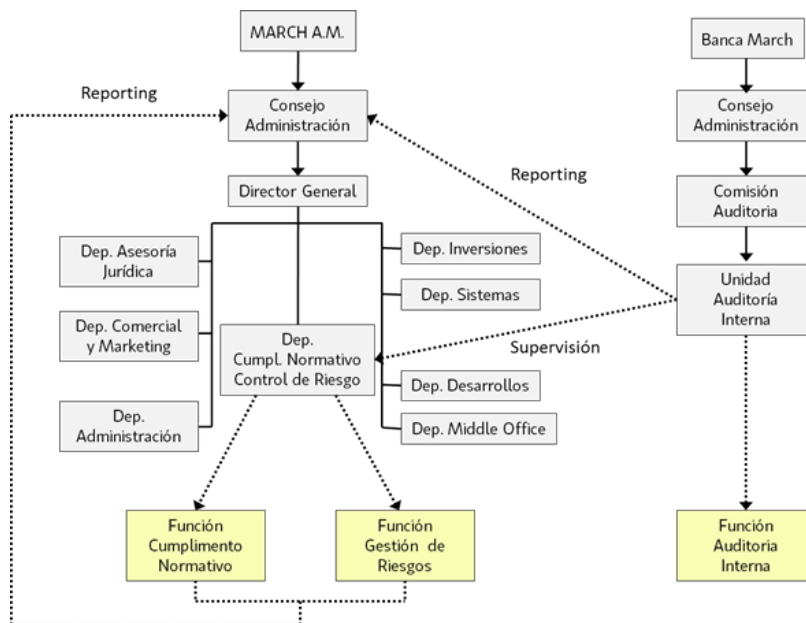 MARCH A.M.
Banca March
Reporting
Consejo
Administración
Consejo
Administración
Reporting
Director General
Comisión
Auditoria
Dep. Asesoría
Jurídica
Dep. Inversiones
Dep. Sistemas
Unidad
Auditoría
Interna
Dep. Comercial
y Marketing
Dep.
Cumpl. Normativo
Control de Riesgo
Supervisión
Dep. Desarrollos
Dep.
Administración
Dep. Middle Office
Función
Cumplimento
Normativo
Función
Gestión de
Riesgos
Función
Auditoria
Interna